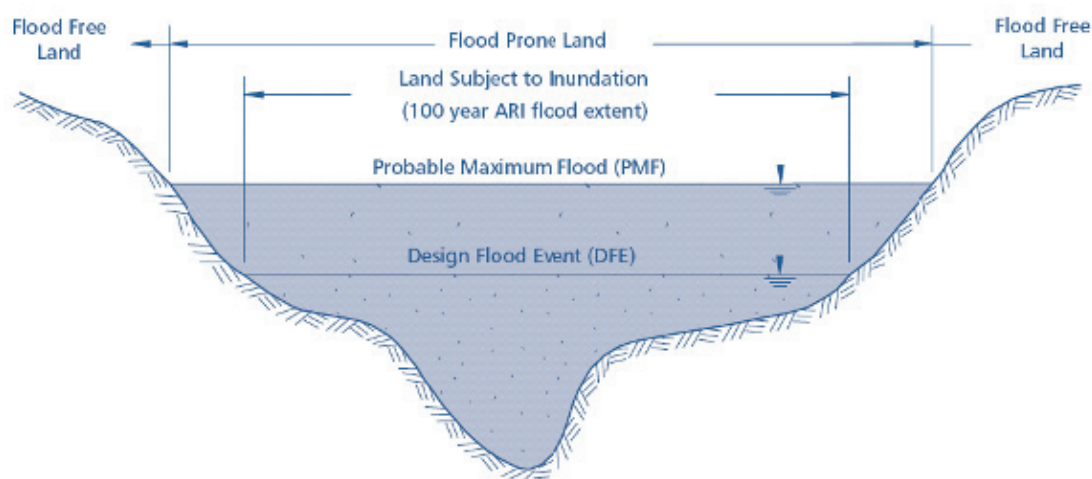 Flood Free
Land
Flood Prone Land
Flood Free
Land
Land Subject to Inundation
(100 year ARI flood extent)
Probable Maximum Flood (PMF)
Design Flood Event (DFE)